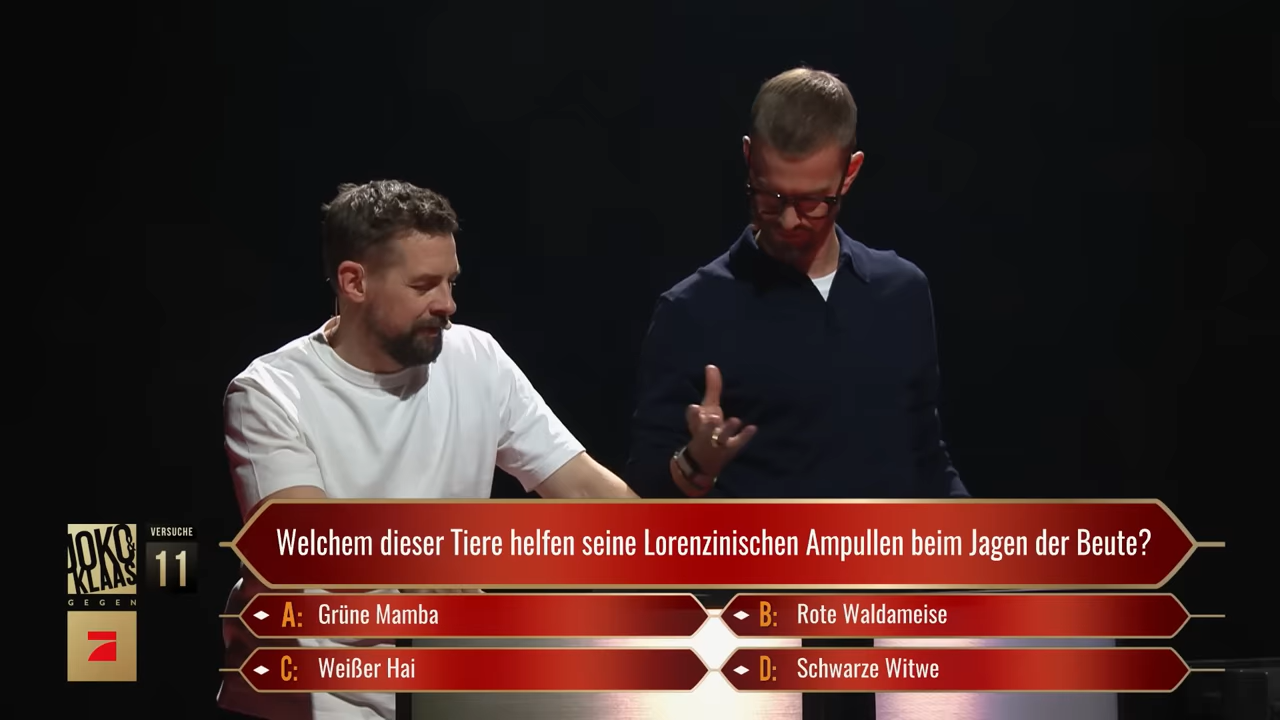 Welchem dieser Tiere helfen seine Lorenzinischen Ampullen beim Jagen der Beute?
A: Grüne Mamba
B: Rote Waldameise
C: Weißer Hai
D: Schwarze Witwe
VERSUCHE
11
JOKO &
KLAAS
GEGEN
7